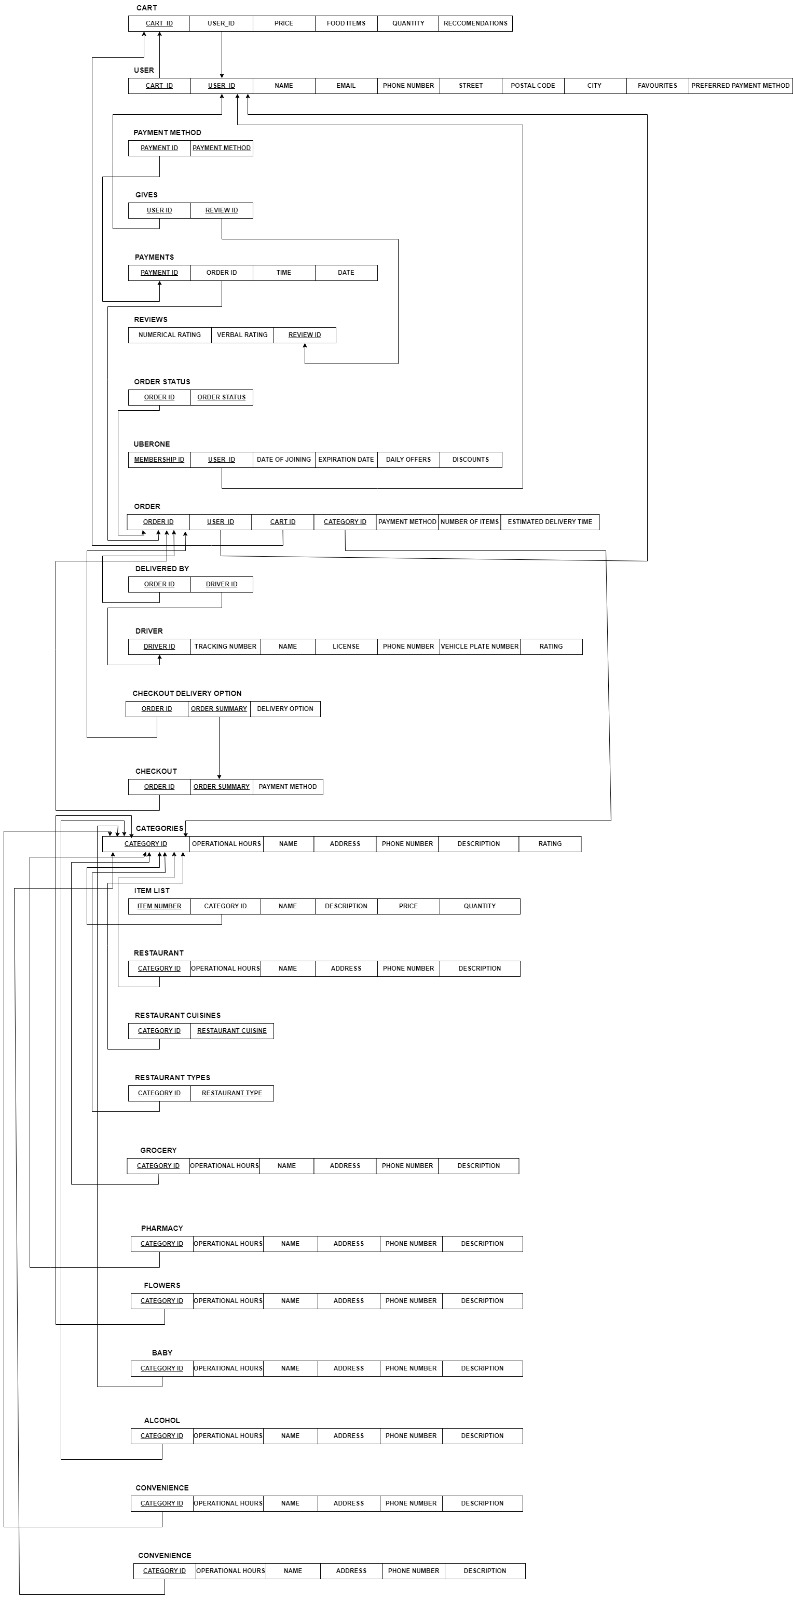 CART
CART_ID USER_ID PRICE FOOD ITEMS QUANTITY RECCOMENDATIONS
USER
CART_ID USER_ID NAME EMAIL PHONE NUMBER STREET POSTAL CODE CITY FAVOURITES PREFERRED PAYMENT METHOD
PAYMENT METHOD
PAYMENT ID PAYMENT METHOD
GIVES
USER ID REVIEW ID
PAYMENTS
PAYMENT ID ORDER ID TIME DATE
REVIEWS
NUMERICAL RATING VERBAL RATING REVIEW ID
ORDER STATUS
ORDER ID ORDER STATUS
UBERONE
MEMBERSHIP ID USER_ID DATE OF JOINING EXPIRATION DATE DAILY OFFERS DISCOUNTS
ORDER
ORDER ID USER_ID CART ID CATEGORY ID PAYMENT METHOD NUMBER OF ITEMS ESTIMATED DELIVERY TIME
DELIVERED BY
ORDER ID DRIVER ID
DRIVER
DRIVER ID TRACKING NUMBER NAME LICENSE PHONE NUMBER VEHICLE PLATE NUMBER RATING
CHECKOUT DELIVERY OPTION
ORDER ID ORDER SUMMARY DELIVERY OPTION
CHECKOUT
ORDER ID ORDER SUMMARY PAYMENT METHOD
CATEGORIES
CATEGORY ID OPERATIONAL HOURS NAME ADDRESS PHONE NUMBER DESCRIPTION RATING
ITEM LIST
ITEM NUMBER CATEGORY ID NAME DESCRIPTION PRICE QUANTITY
RESTAURANT
CATEGORY ID OPERATIONAL HOURS NAME ADDRESS PHONE NUMBER DESCRIPTION
RESTAURANT CUISINES
CATEGORY ID RESTAURANT CUISINE
RESTAURANT TYPES
CATEGORY ID RESTAURANT TYPE
GROCERY
CATEGORY ID OPERATIONAL HOURS NAME ADDRESS PHONE NUMBER DESCRIPTION
PHARMACY
CATEGORY ID OPERATIONAL HOURS NAME ADDRESS PHONE NUMBER DESCRIPTION
FLOWERS
CATEGORY ID OPERATIONAL HOURS NAME ADDRESS PHONE NUMBER DESCRIPTION
BABY
CATEGORY ID OPERATIONAL HOURS NAME ADDRESS PHONE NUMBER DESCRIPTION
ALCOHOL
CATEGORY ID OPERATIONAL HOURS NAME ADDRESS PHONE NUMBER DESCRIPTION
CONVENIENCE
CATEGORY ID OPERATIONAL HOURS NAME ADDRESS PHONE NUMBER DESCRIPTION
CONVENIENCE
CATEGORY ID OPERATIONAL HOURS NAME ADDRESS PHONE NUMBER DESCRIPTION